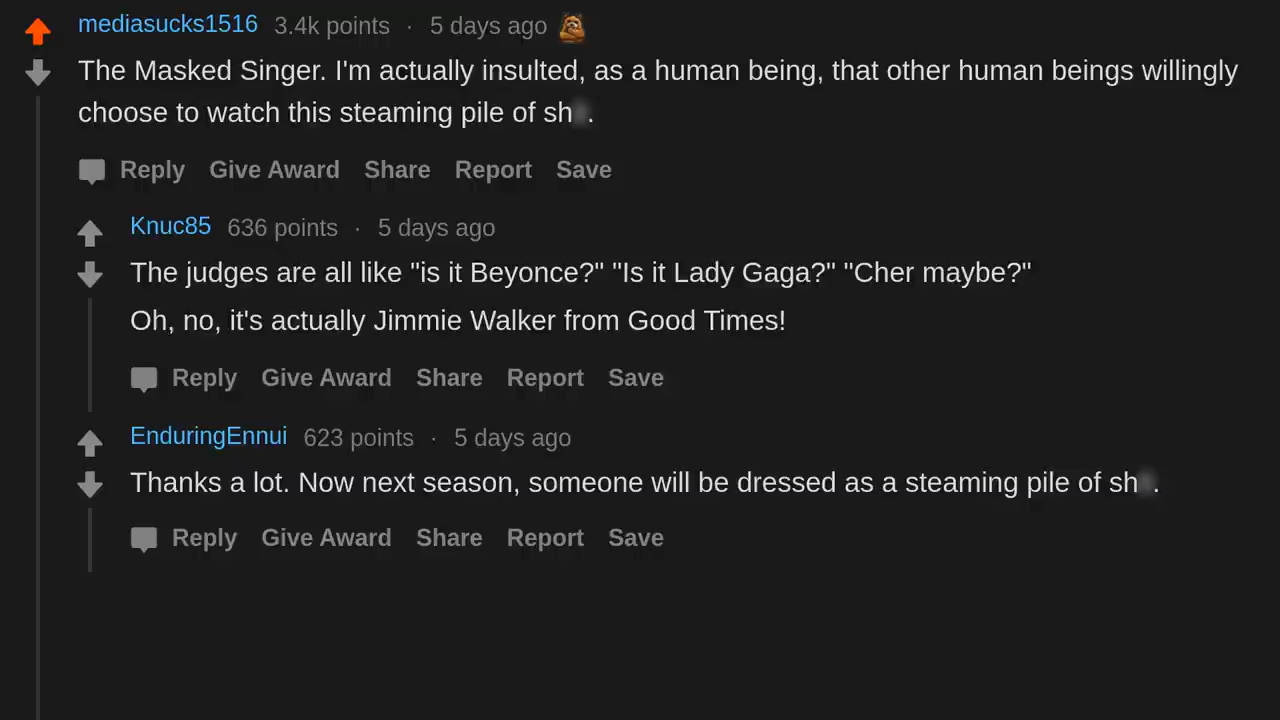 mediasucks1516 3.4k points · 5 days ago
The Masked Singer. I'm actually insulted, as a human being, that other human beings willingly
choose to watch this steaming pile of sh .
Reply Give Award Share Report Save
Knuc85 636 points · 5 days ago
The judges are all like "is it Beyonce?" "Is it Lady Gaga?" "Cher maybe?"
Oh, no, it's actually Jimmie Walker from Good Times!
Reply Give Award Share Report Save
EnduringEnnui 623 points · 5 days ago
Thanks a lot. Now next season, someone will be dressed as a steaming pile of sh .
Reply Give Award Share Report Save